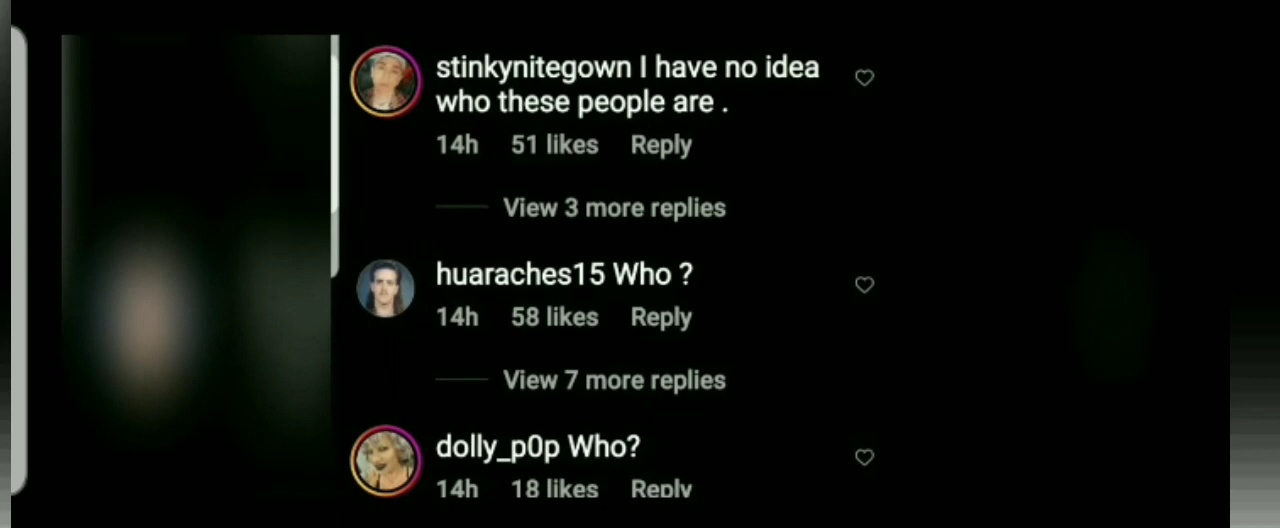 stinkynitegown I have no idea
who these people are .
14h 51 likes Reply
View 3 more replies
huaraches15 Who ?
14h 58 likes Reply
View 7 more replies
dolly_p0p Who?
14h 18 likes Reply